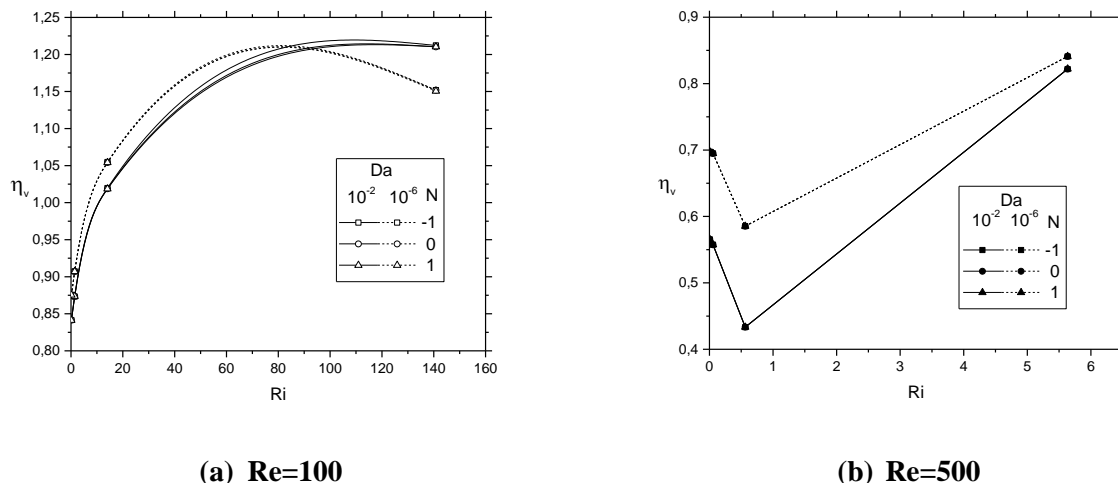 1,25
1,20
1,15
1,10
1,05
1,00
0,95
0,90
0,85
0,80
ηv
0 20 40 60 80 100 120 140 160
Ri
Da
10-2 10-6 N
-1
0
1
(a) Re=100
0,9
0,8
0,7
0,6
0,5
0,4
ηv
0 1 2 3 4 5 6
Ri
Da
10-2 10-6 N
-1
0
1
(b) Re=500